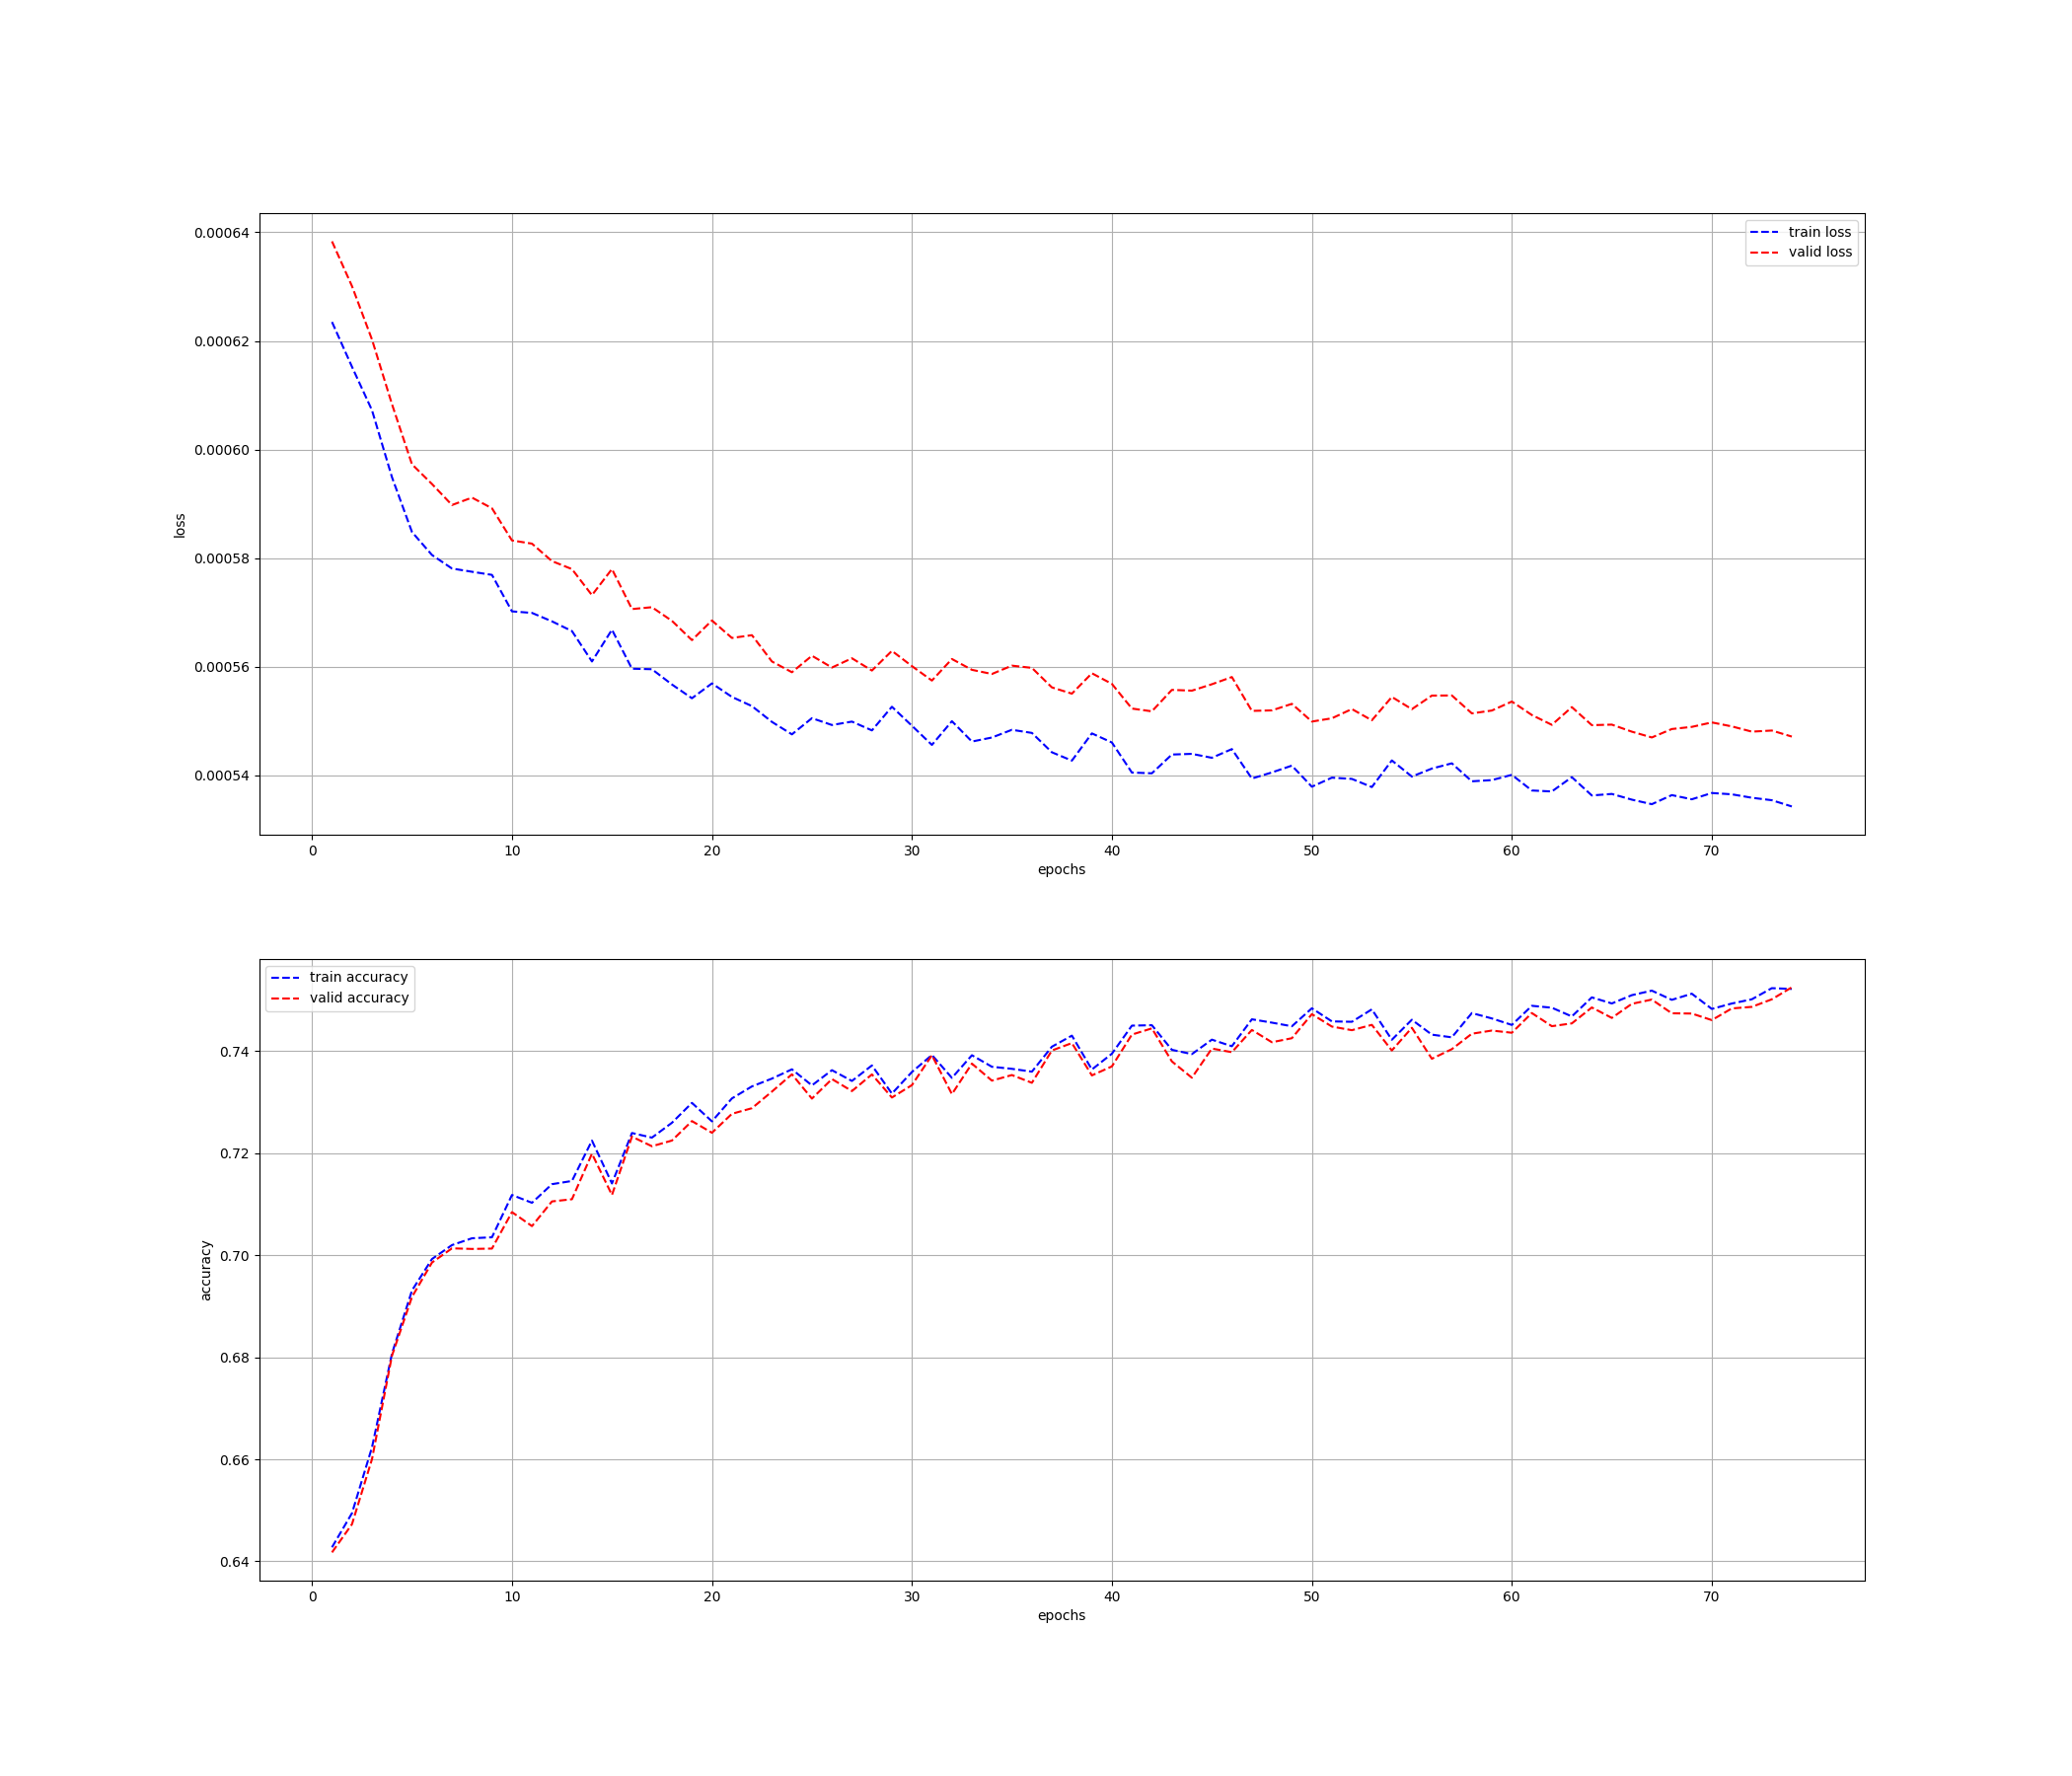 0.00064
0.00062
0.00060
0.00058
0.00056
0.00054
loss
train loss
valid loss
0 10 20 30 40 50 60 70
epochs
train accuracy
valid accuracy
0.74
0.72
0.70
0.68
0.66
0.64
accuracy
0 10 20 30 40 50 60 70
epochs